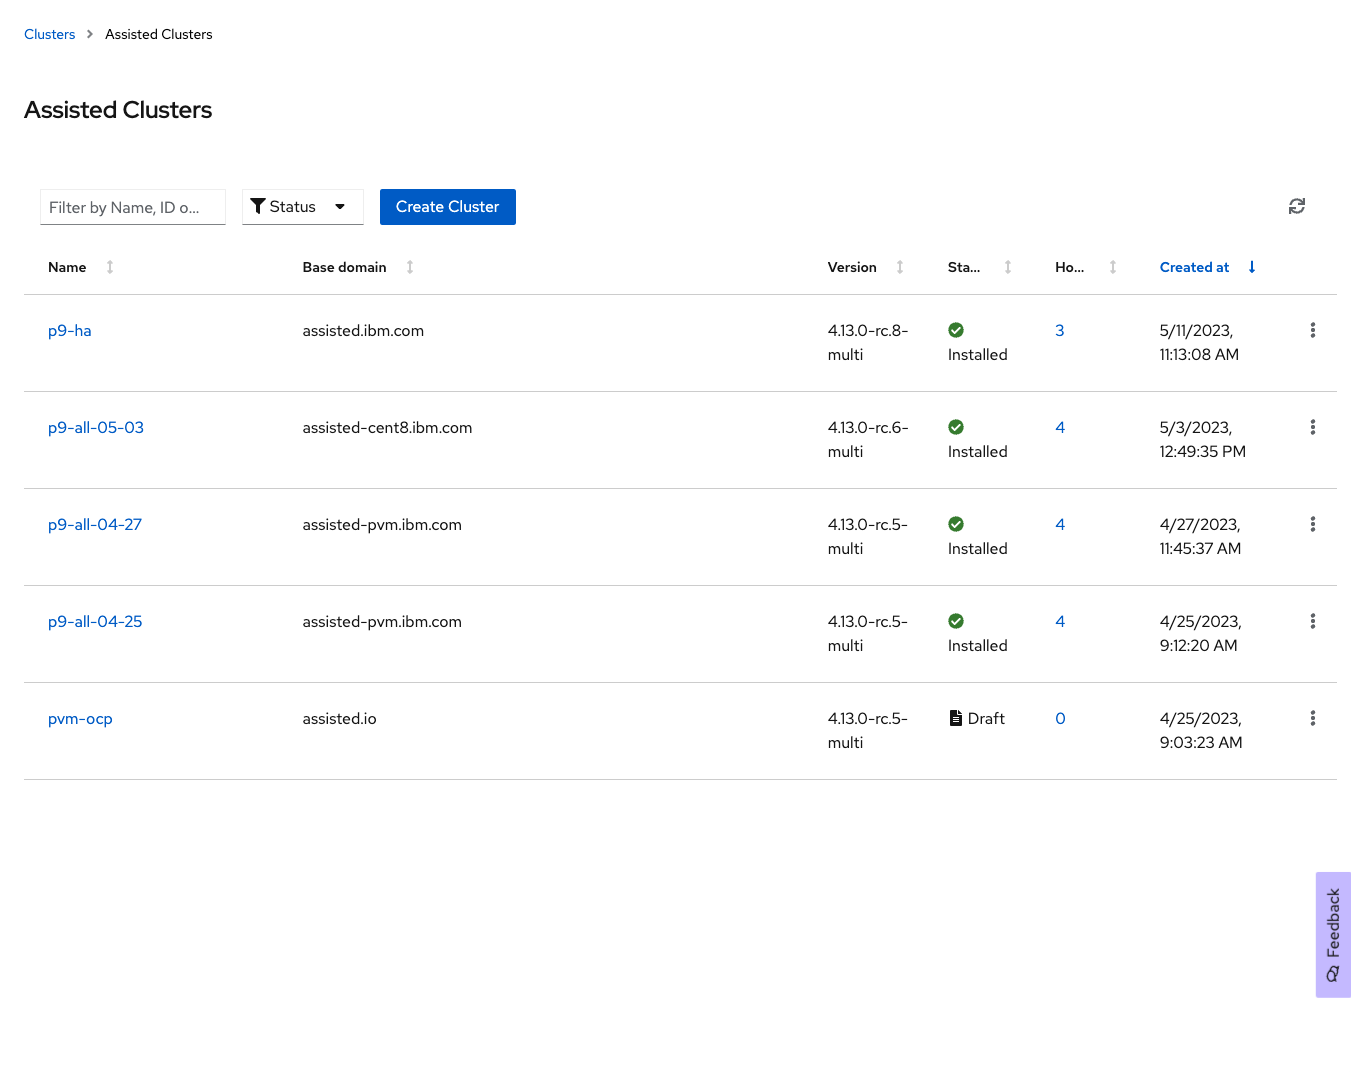 Clusters > Assisted Clusters
Assisted Clusters
Filter by Name, ID o... Status Create Cluster
Name Base domain Version Sta... Ho... Created at
p9-ha assisted.ibm.com 4.13.0-rc.8- 3 5/11/2023,
multi Installed 11:13:08 AM
p9-all-05-03 assisted-cent8.ibm.com 4.13.0-rc.6- 4 5/3/2023,
multi Installed 12:49:35 PM
p9-all-04-27 assisted-pvm.ibm.com 4.13.0-rc.5- 4 4/27/2023,
multi Installed 11:45:37 AM
p9-all-04-25 assisted-pvm.ibm.com 4.13.0-rc.5- 4 4/25/2023,
multi Installed 9:12:20 AM
pvm-ocp assisted.io 4.13.0-rc.5- Draft 0 4/25/2023,
multi 9:03:23 AM
Feedback